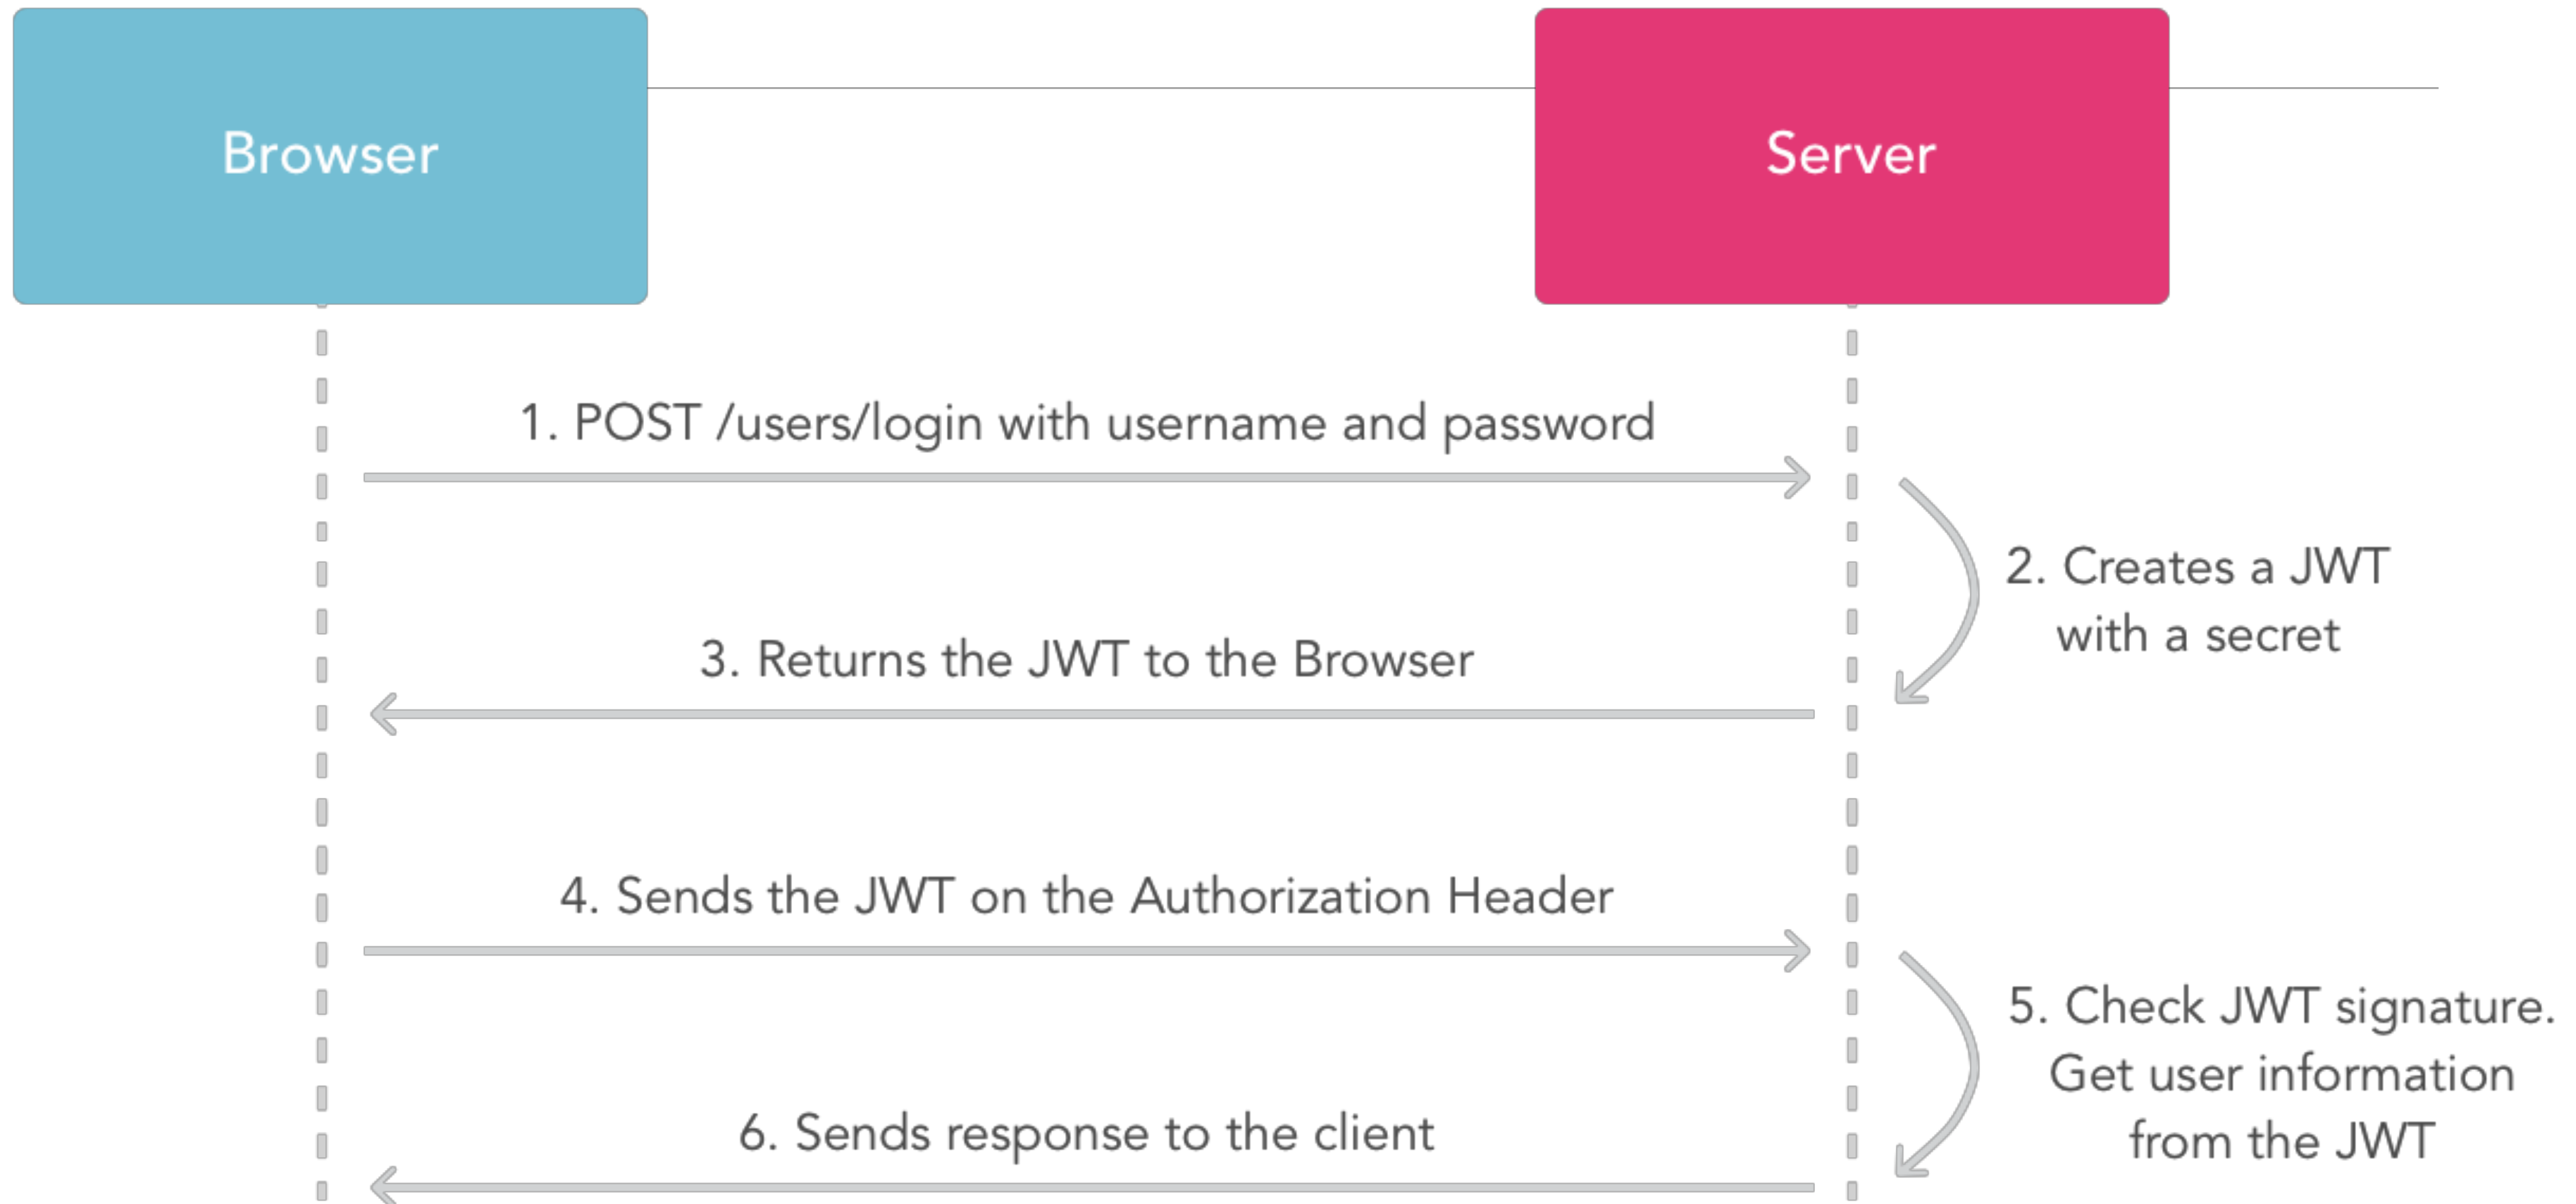 Browser
Server
1. POST /users/login with username and password
2. Creates a JWT
with a secret
3. Returns the JWT to the Browser
4. Sends the JWT on the Authorization Header
5. Check JWT signature.
Get user information
from the JWT
6. Sends response to the client